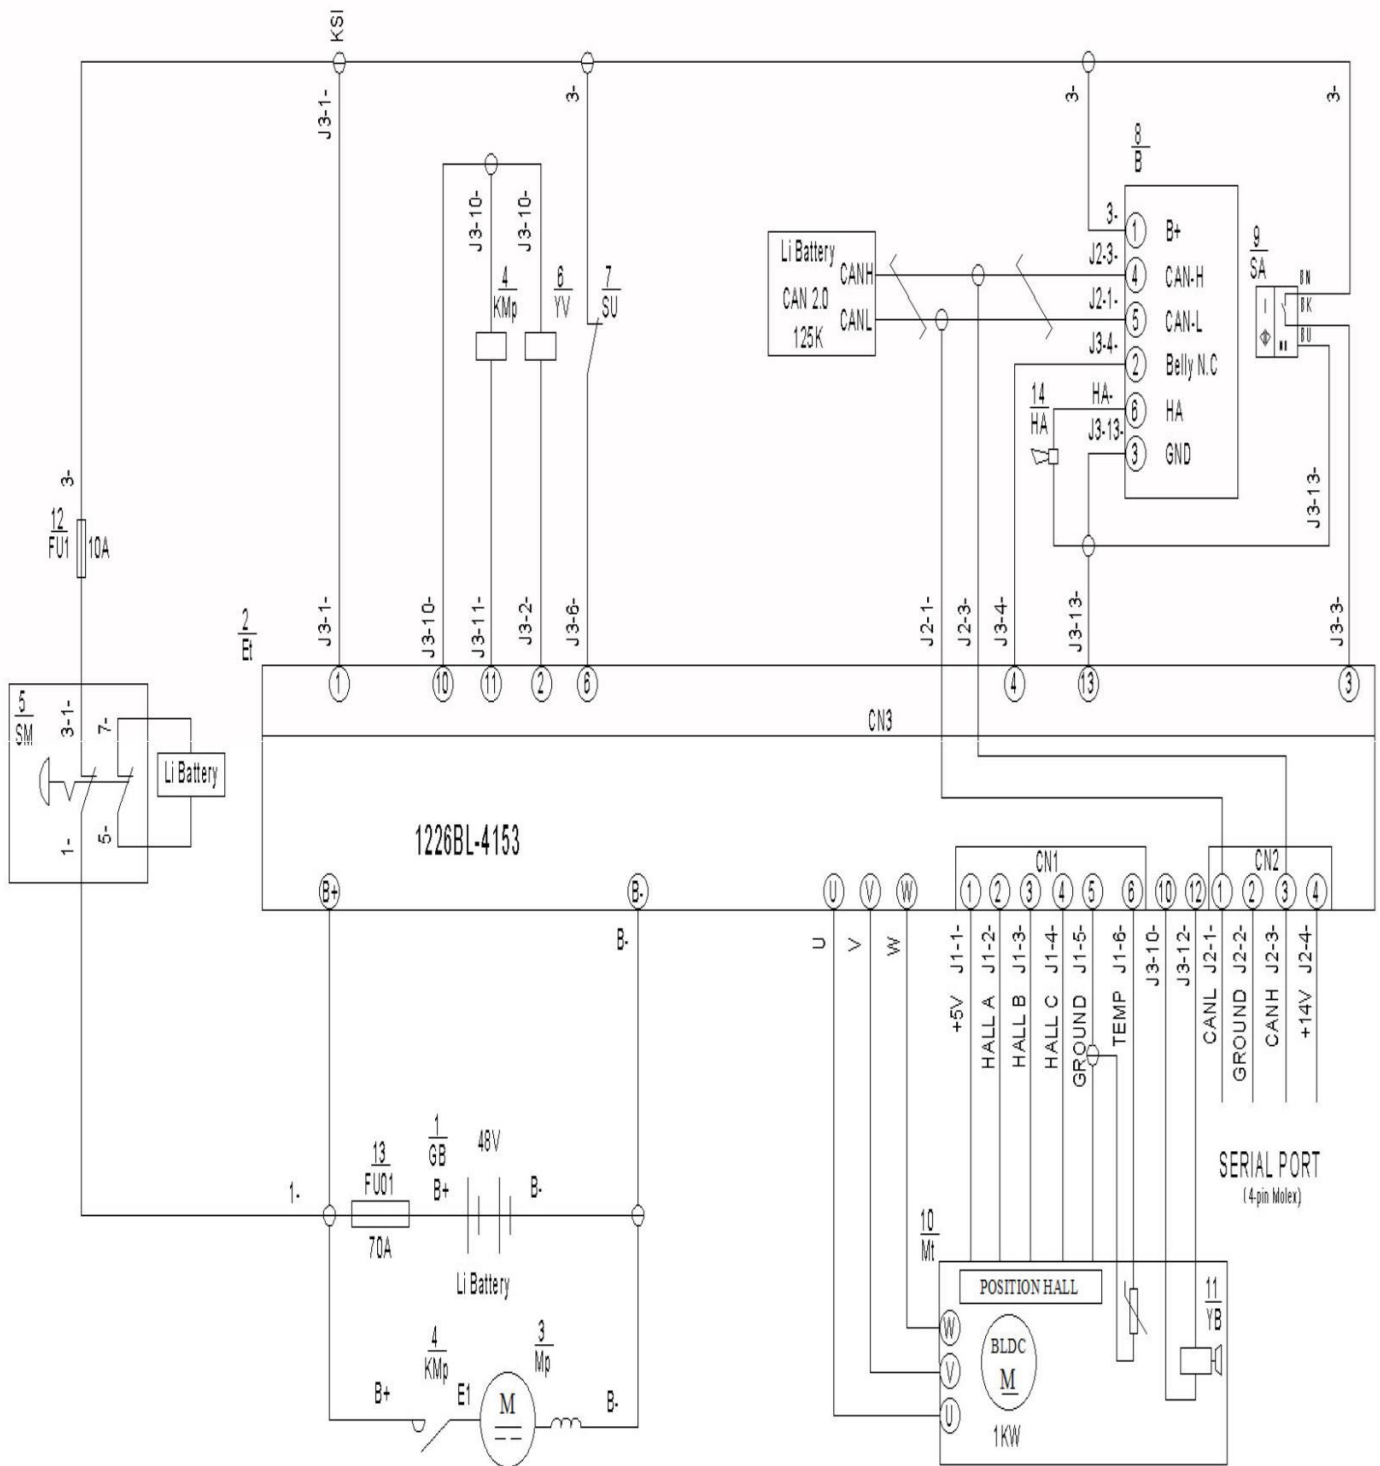 KSI
J3-1-
3-
3-
3-
8
B
J3-10-
J3-10-
3-
1
B+
J2-3-
4
CAN-H
J2-1-
5
CAN-L
J3-4-
2
Belly N.C
HA-
6
HA
J3-13-
3
GND
Li Battery
CANH
CAN 2.0
CANL
125K
9
SA
BN
BK
BU
4
KMp
6
YV
7
SU
14
HA
J3-13-
3-
12
FU1
10A
2
Et
J3-1-
J3-10-
J3-11-
J3-2-
J3-6-
J2-1-
J2-3-
J3-4-
J3-13-
J3-3-
1
10
11
2
6
4
13
3
CN3
5
SM
3-1-
7-
Li Battery
1-
5-
1226BL-4153
CN1
CN2
B+
B-
U
V
W
1
2
3
4
5
6
10
12
1
2
3
4
B-
U
V
W
+5V J1-1-
HALL A J1-2-
HALL B J1-3-
HALL C J1-4-
GROUND J1-5-
TEMP J1-6-
J3-10-
J3-12-
CANL J2-1-
GROUND J2-2-
CANH J2-3-
+14V J2-4-
SERIAL PORT
(4-pin Molex)
1-
13
FU01
70A
1
GB
48V
B+
B-
Li Battery
4
KMp
3
Mp
B+
E1
M
B-
10
Mt
POSITION HALL
11
YB
W
V
U
BLDC
M
1KW